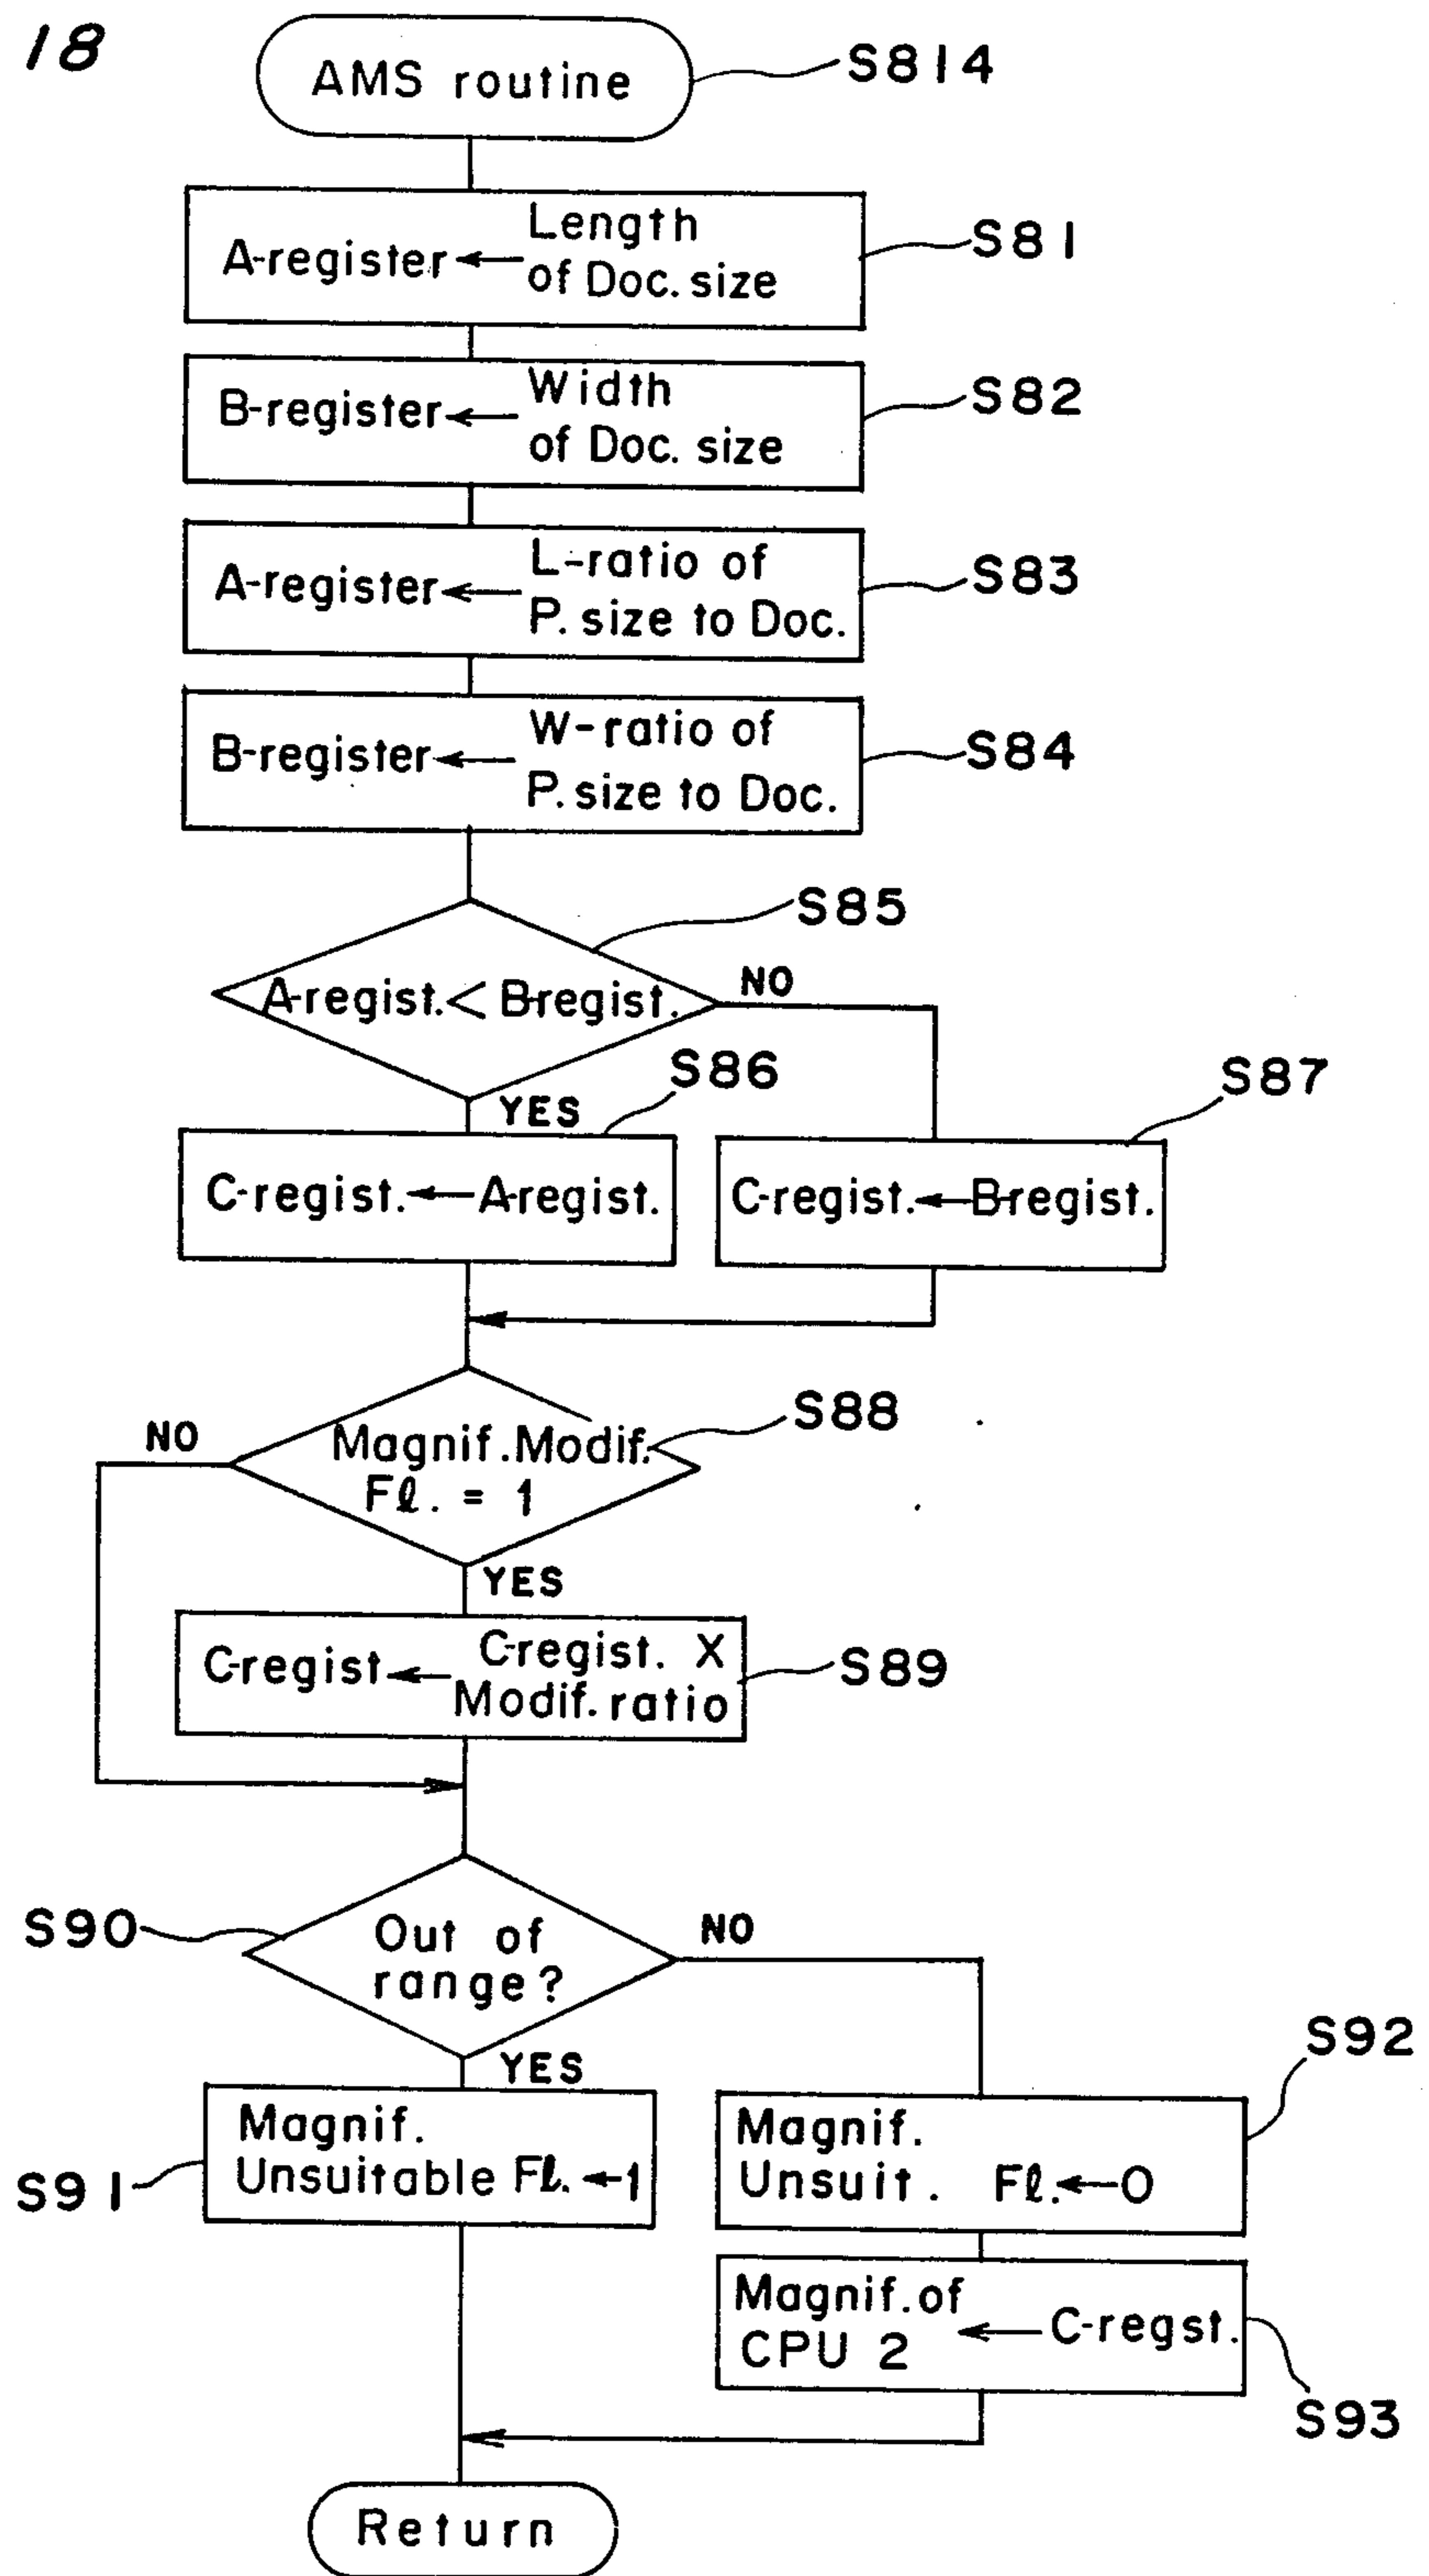 18
AMS routine
S814
A-register ← Length
of Doc. size
S81
B-register ← Width
of Doc. size
S82
A-register ← L-ratio of
P. size to Doc.
S83
B-register ← W-ratio of
P. size to Doc.
S84
S85
A-regist. < B-regist.
NO
S86
S87
YES
C-regist. ← A-regist.
C-regist. ← B-regist.
S88
NO
Magnif. Modif.
Fl. = 1
YES
C-regist ← C-regist. X
Modif. ratio
S89
S90
Out of
range?
NO
S92
YES
Magnif.
Unsuitable Fl. ← 1
S91
Magnif.
Unsuit. Fl. ← 0
Magnif. of
CPU 2 ← C-regst.
S93
Return